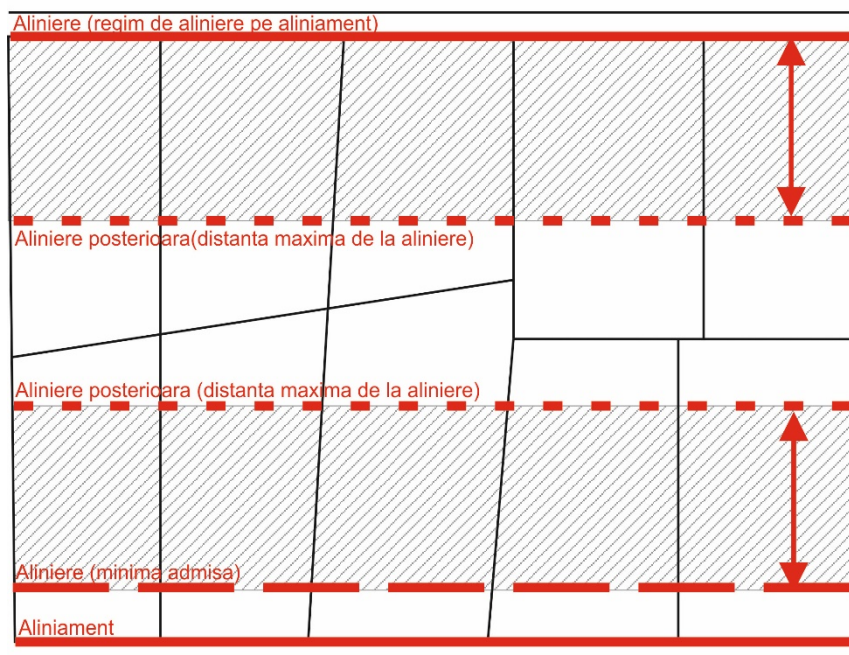 Aliniere (regim de aliniere pe aliniament)
Aliniere posterioara(distanta maxima de la aliniere)
Aliniere posterioara (distanta maxima de la aliniere)
Aliniere (minima admisa)
Aliniament